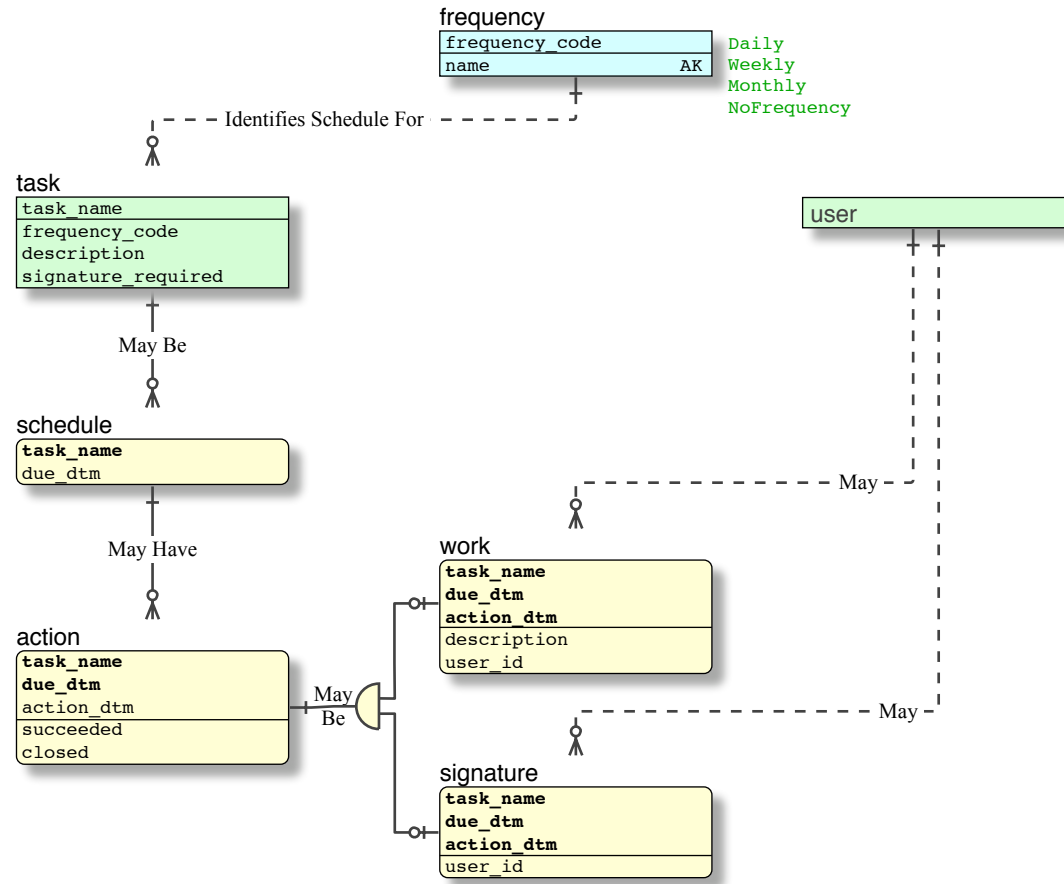 frequency
frequency_code
name AK
Daily
Weekly
Monthly
NoFrequency
Identifies Schedule For
task
task_name
frequency_code
description
signature_required
user
May Be
schedule
task_name
due_dtm
May
May Have
work
task_name
due_dtm
action_dtm
description
user_id
action
task_name
due_dtm
action_dtm
succeeded
closed
May
Be
May
signature
task_name
due_dtm
action_dtm
user_id